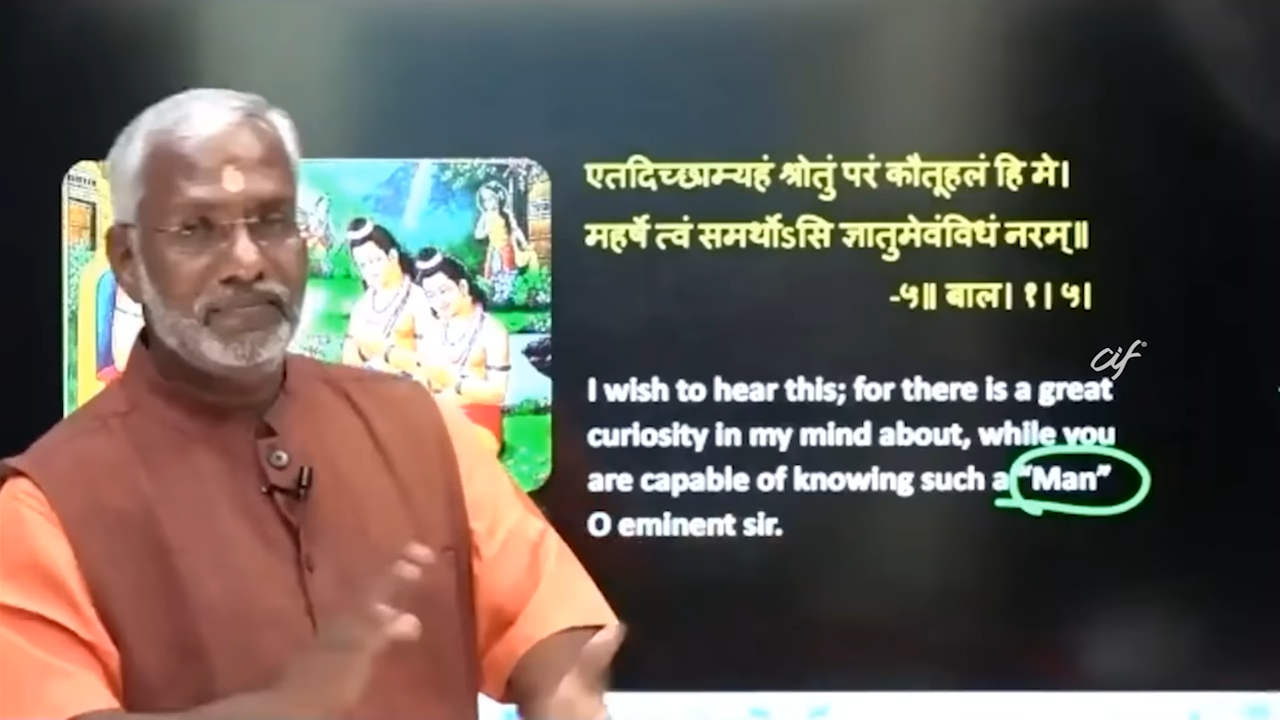 एतदिच्छाम्यहं श्रोतुं परं कौतूहलं हि मे।
महर्षे त्वं समर्थोऽसि ज्ञातुमेवंविधं नरम्॥
-५॥ बाल। १। ५।
cif
I wish to hear this; for there is a great
curiosity in my mind about, while you
are capable of knowing such a “Man”
O eminent sir.